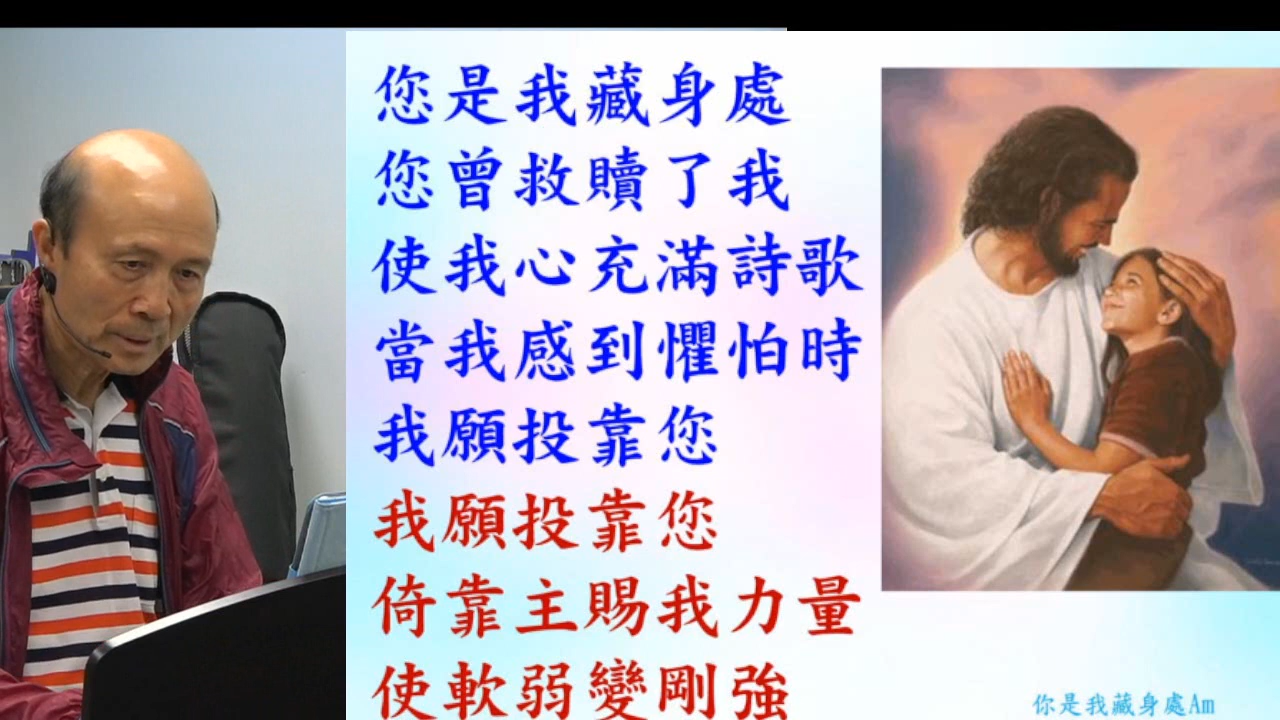 您是我藏身處
您曾救贖了我
使我心充滿詩歌
當我感到懼怕時
我願投靠您
我願投靠您
倚靠主賜我力量
使軟弱變剛強
你是我藏身處Am